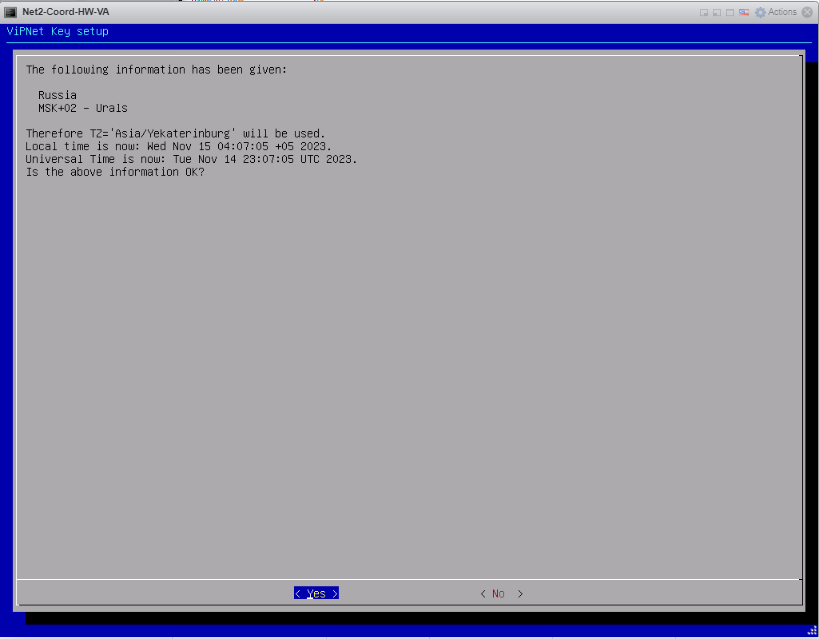 Net2-Coord-HW-VA
Actions
ViPNet Key setup
The following information has been given:
Russia
MSK+02 - Urals
Therefore TZ='Asia/Yekaterinburg' will be used.
Local time is now: Wed Nov 15 04:07:05 +05 2023.
Universal Time is now: Tue Nov 14 23:07:05 UTC 2023.
Is the above information OK?
< Yes > < No >